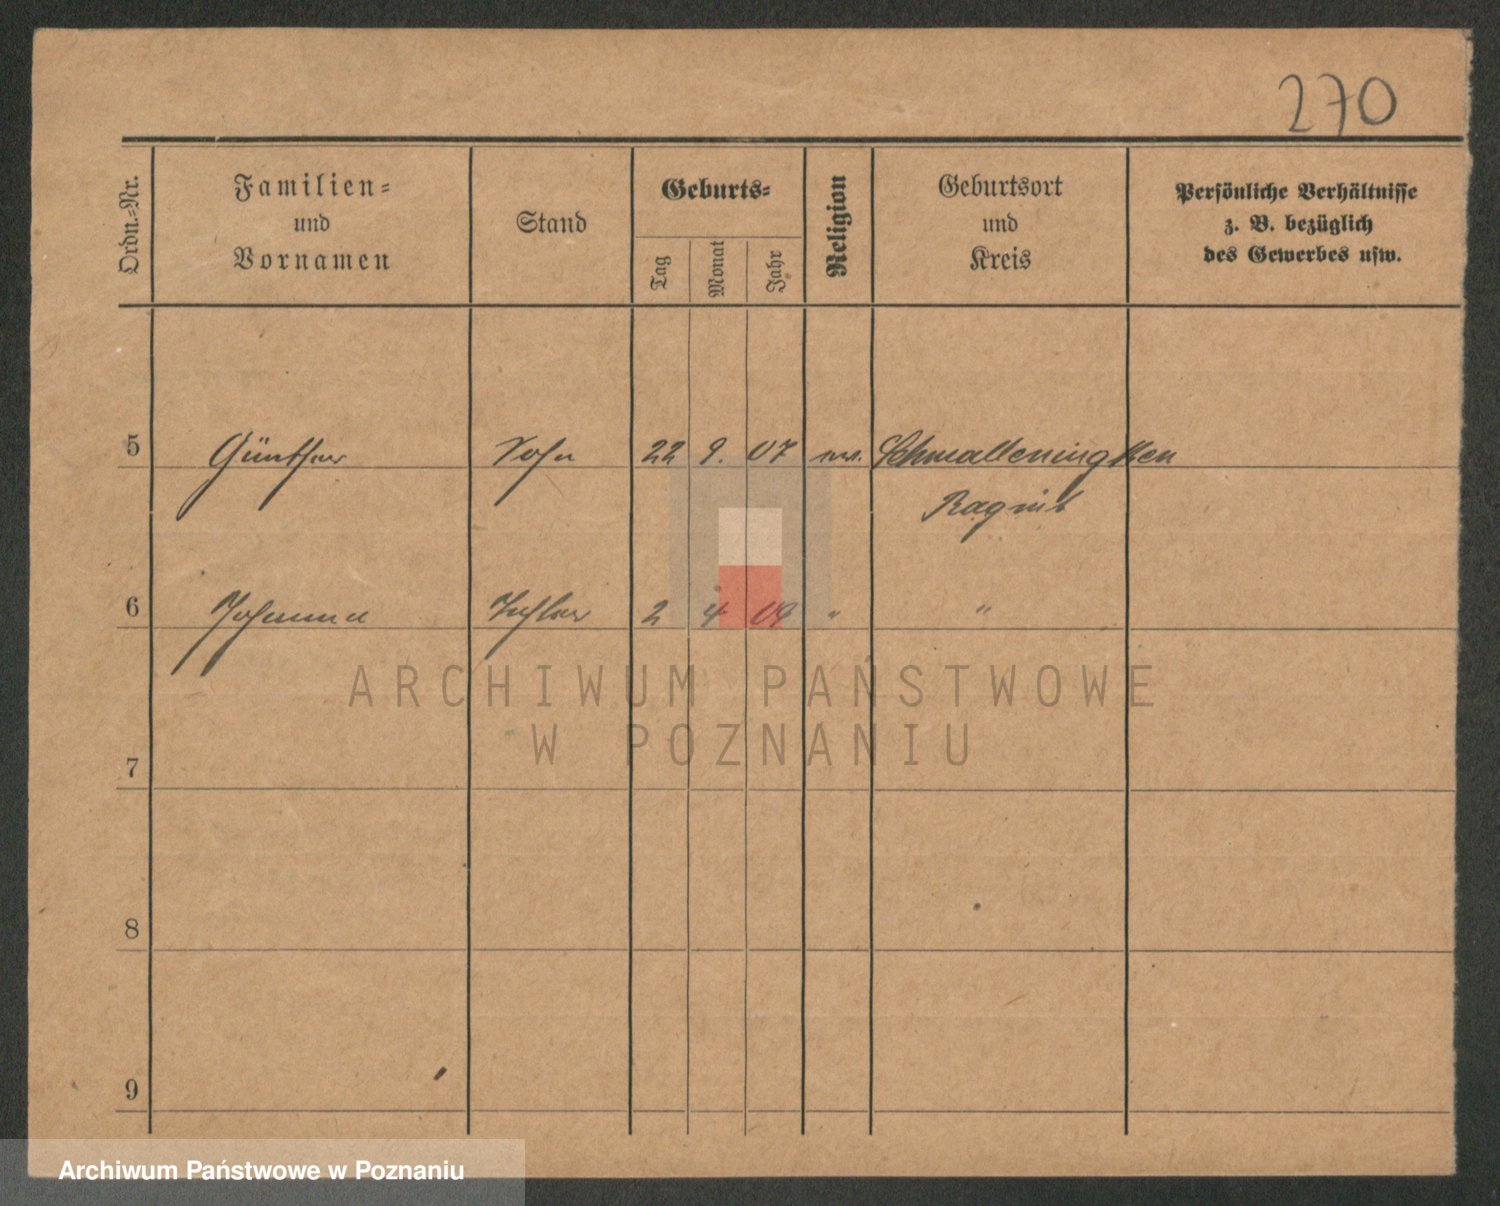 270
Ordn.-Nr.
Familien-
und
Vornamen
Stand
Geburts-
Tag
Monat
Jahr
Religion
Geburtsort
und
Kreis
Persönliche Verhältnisse
z. B. bezüglich
des Gewerbes usw.
5 Günther Sohn 22 9. 07 ev. Schmalleningken
Ragnit
6 Johanna Tochter 2 4 09 " "
ARCHIWUM PAŃSTWOWE
W POZNANIU
7
8
9
Archiwum Państwowe w Poznaniu